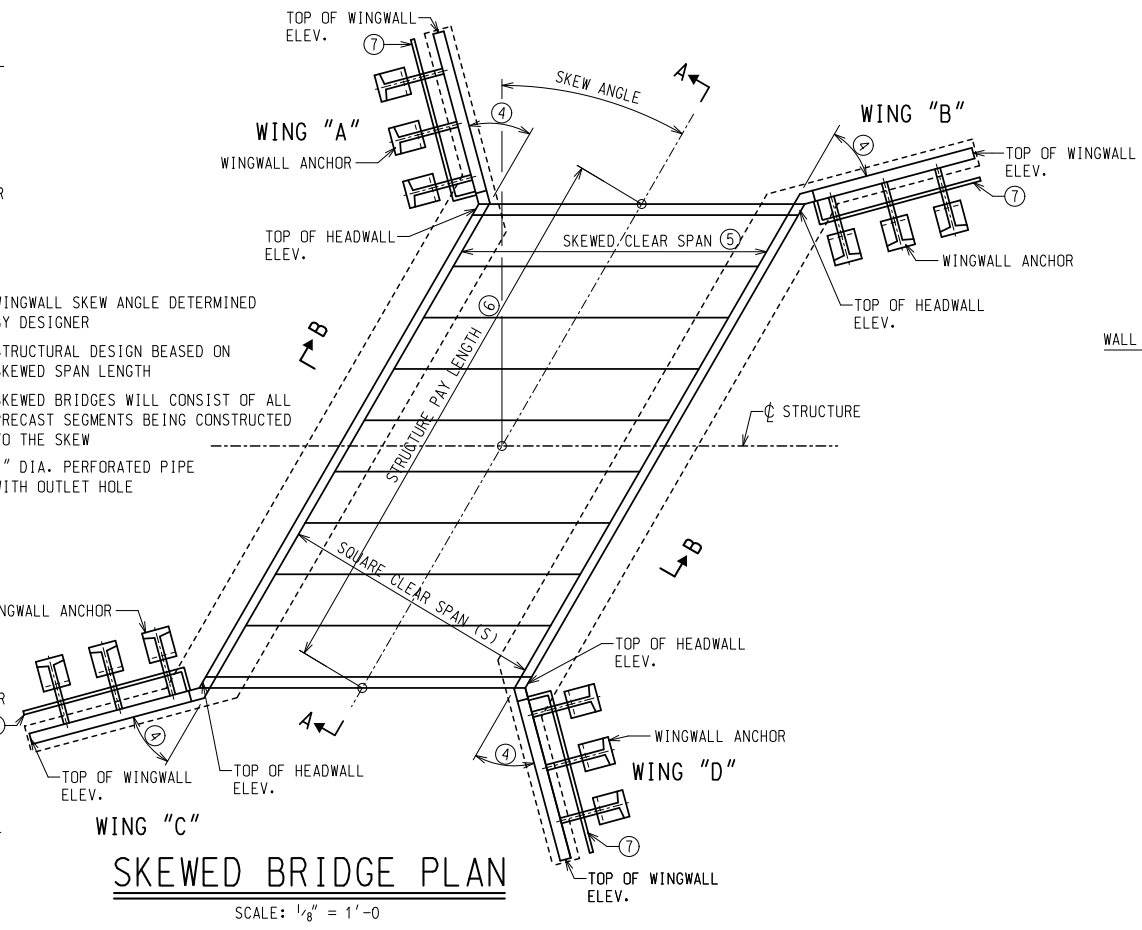 TOP OF WINGWALL
ELEV.
7
WING "A"
WINGWALL ANCHOR
4
SKEW ANGLE
A
WING "B"
4
TOP OF WINGWALL
ELEV.
7
WINGWALL ANCHOR
TOP OF HEADWALL
ELEV.
TOP OF HEADWALL
ELEV.
SKEWED CLEAR SPAN 5
R
WINGWALL SKEW ANGLE DETERMINED
BY DESIGNER
STRUCTURAL DESIGN BEASED ON
SKEWED SPAN LENGTH
SKEWED BRIDGES WILL CONSIST OF ALL
PRECAST SEGMENTS BEING CONSTRUCTED
TO THE SKEW
" DIA. PERFORATED PIPE
WITH OUTLET HOLE
B
STRUCTURE PAY LENGTH 6
WALL
℄ STRUCTURE
SQUARE CLEAR SPAN (S)
B
NGWALL ANCHOR
R
4
TOP OF WINGWALL
ELEV.
TOP OF HEADWALL
ELEV.
WING "C"
A
TOP OF HEADWALL
ELEV.
4
WINGWALL ANCHOR
WING "D"
7
TOP OF WINGWALL
ELEV.
SKEWED BRIDGE PLAN
SCALE: 1/8" = 1'-0